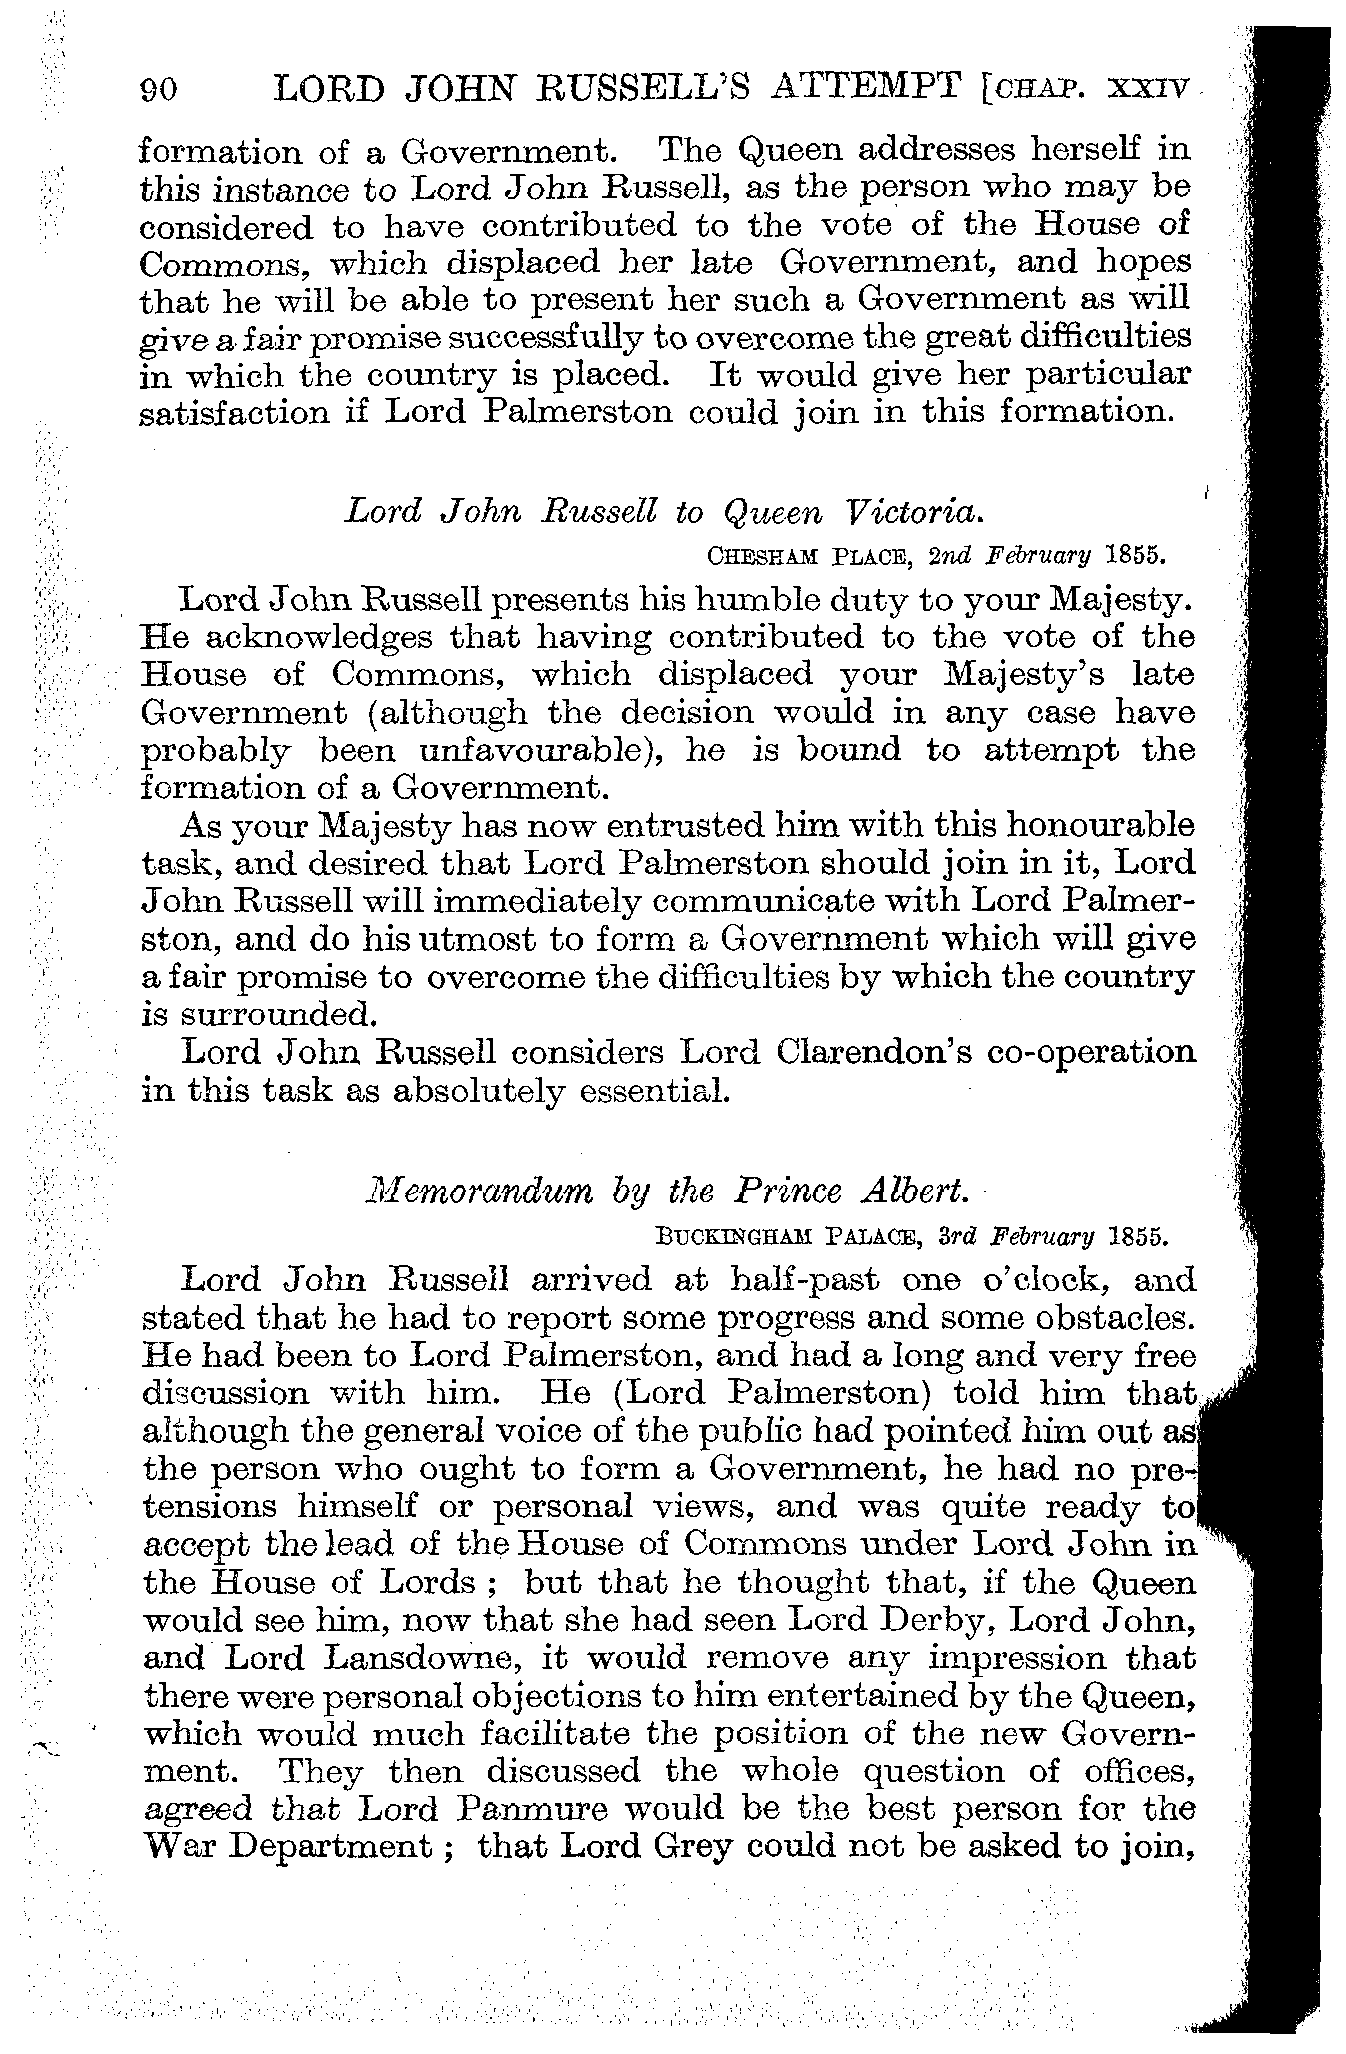 90 LORD JOHN RUSSELL'S ATTEMPT [CHAP. XXIV
formation of a Government. The Queen addresses herself in
this instance to Lord John Russell, as the person who may be
considered to have contributed to the vote of the House of
Commons, which displaced her late Government, and hopes
that he will be able to present her such a Government as will
give a fair promise successfully to overcome the great difficulties
in which the country is placed. It would give her particular
satisfaction if Lord Palmerston could join in this formation.
Lord John Russell to Queen Victoria.
CHESHAM PLACE, 2nd February 1855.
Lord John Russell presents his humble duty to your Majesty.
He acknowledges that having contributed to the vote of the
House of Commons, which displaced your Majesty's late
Government (although the decision would in any case have
probably been unfavourable), he is bound to attempt the
formation of a Government.
As your Majesty has now entrusted him with this honourable
task, and desired that Lord Palmerston should join in it, Lord
John Russell will immediately communicate with Lord Palmer-
ston, and do his utmost to form a Government which will give
a fair promise to overcome the difficulties by which the country
is surrounded.
Lord John Russell considers Lord Clarendon's co-operation
in this task as absolutely essential.
Memorandum by the Prince Albert.
BUCKINGHAM PALACE, 3rd February 1855.
Lord John Russell arrived at half-past one o'clock, and
stated that he had to report some progress and some obstacles.
He had been to Lord Palmerston, and had a long and very free
discussion with him. He (Lord Palmerston) told him that
although the general voice of the public had pointed him out as
the person who ought to form a Government, he had no pre-
tensions himself or personal views, and was quite ready to
accept the lead of the House of Commons under Lord John in
the House of Lords ; but that he thought that, if the Queen
would see him, now that she had seen Lord Derby, Lord John,
and Lord Lansdowne, it would remove any impression that
there were personal objections to him entertained by the Queen,
which would much facilitate the position of the new Govern-
ment. They then discussed the whole question of offices,
agreed that Lord Panmure would be the best person for the
War Department ; that Lord Grey could not be asked to join,